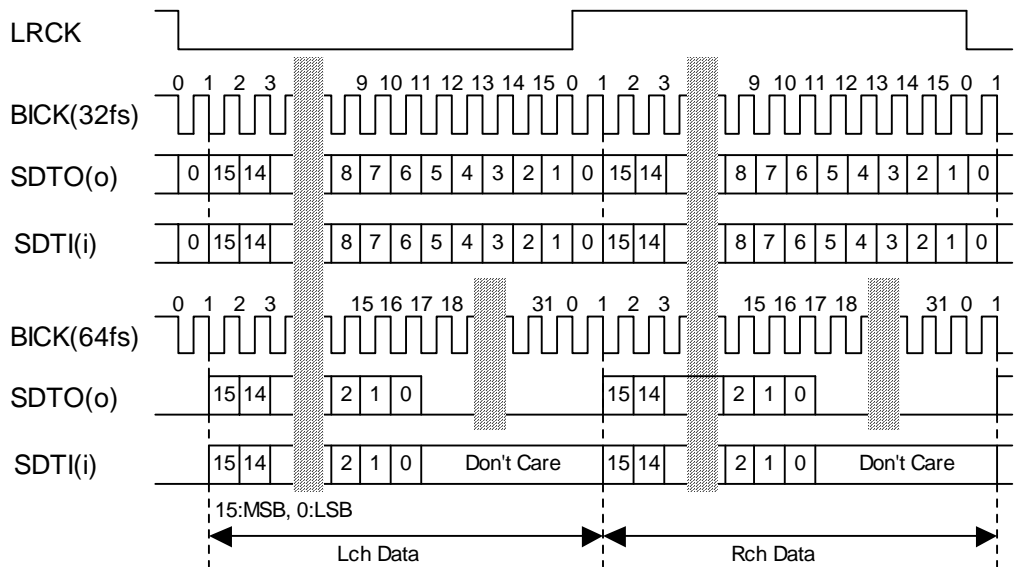 LRCK
0 1 2 3 9 10 11 12 13 14 15 0 1 2 3 9 10 11 12 13 14 15 0 1
BICK(32fs)
SDTO(o) 0 15 14 8 7 6 5 4 3 2 1 0 15 14 8 7 6 5 4 3 2 1 0
SDTI(i) 0 15 14 8 7 6 5 4 3 2 1 0 15 14 8 7 6 5 4 3 2 1 0
0 1 2 3 15 16 17 18 31 0 1 2 3 15 16 17 18 31 0 1
BICK(64fs)
SDTO(o) 15 14 2 1 0 15 14 2 1 0
SDTI(i) 15 14 2 1 0 Don't Care 15 14 2 1 0 Don't Care
15:MSB, 0:LSB
Lch Data Rch Data